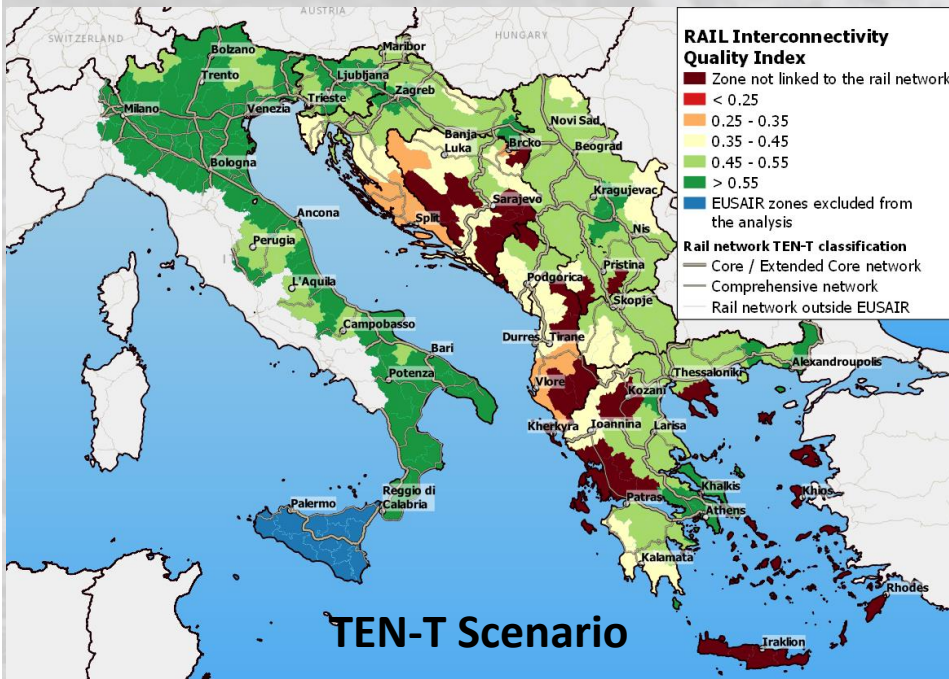 AUSTRIA
SWITZERLAND
HUNGARY
RAIL Interconnectivity
Quality Index
Zone not linked to the rail network
< 0.25
0.25 - 0.35
0.35 - 0.45
0.45 - 0.55
> 0.55
EUSAIR zones excluded from
the analysis
Rail network TEN-T classification
Core / Extended Core network
Comprehensive network
Rail network outside EUSAIR
Maribor
Bolzano
Trento
Ljubljana
Zagreb
Trieste
Milano
Venezia
Novi Sad
Banja
Luka
Brcko
Beograd
Bologna
Sarajevo
Kragujevac
Ancona
Split
Nis
Perugia
Pristina
L'Aquila
Podgorica
Skopje
Campobasso
Durres
Tirane
Bari
Alexandroupolis
Thessaloniki
Potenza
Vlore
Kozani
Kherkyra
Ioannina
Larisa
Reggio di
Calabria
Palermo
Khalkis
Khios
Patras
Athens
Kalamata
Rhodes
TEN-T Scenario
Iraklion